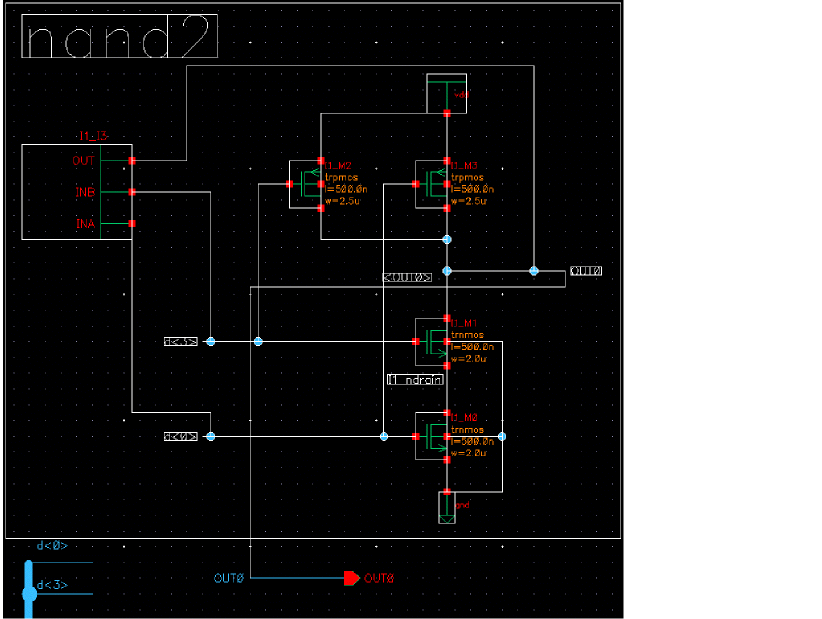 nand2
vdd
I1_I3
OUT
INB
INA
I1_M2
trpmos
l=500.0n
w=2.5u
I1_M3
trpmos
l=500.0n
w=2.5u
<OUT0>
OUT0
d<3>
I1_M1
trnmos
l=500.0n
w=2.0u
I1_ndrain
d<0>
I1_M0
trnmos
l=500.0n
w=2.0u
gnd
d<0>
d<3>
OUT0
OUT0